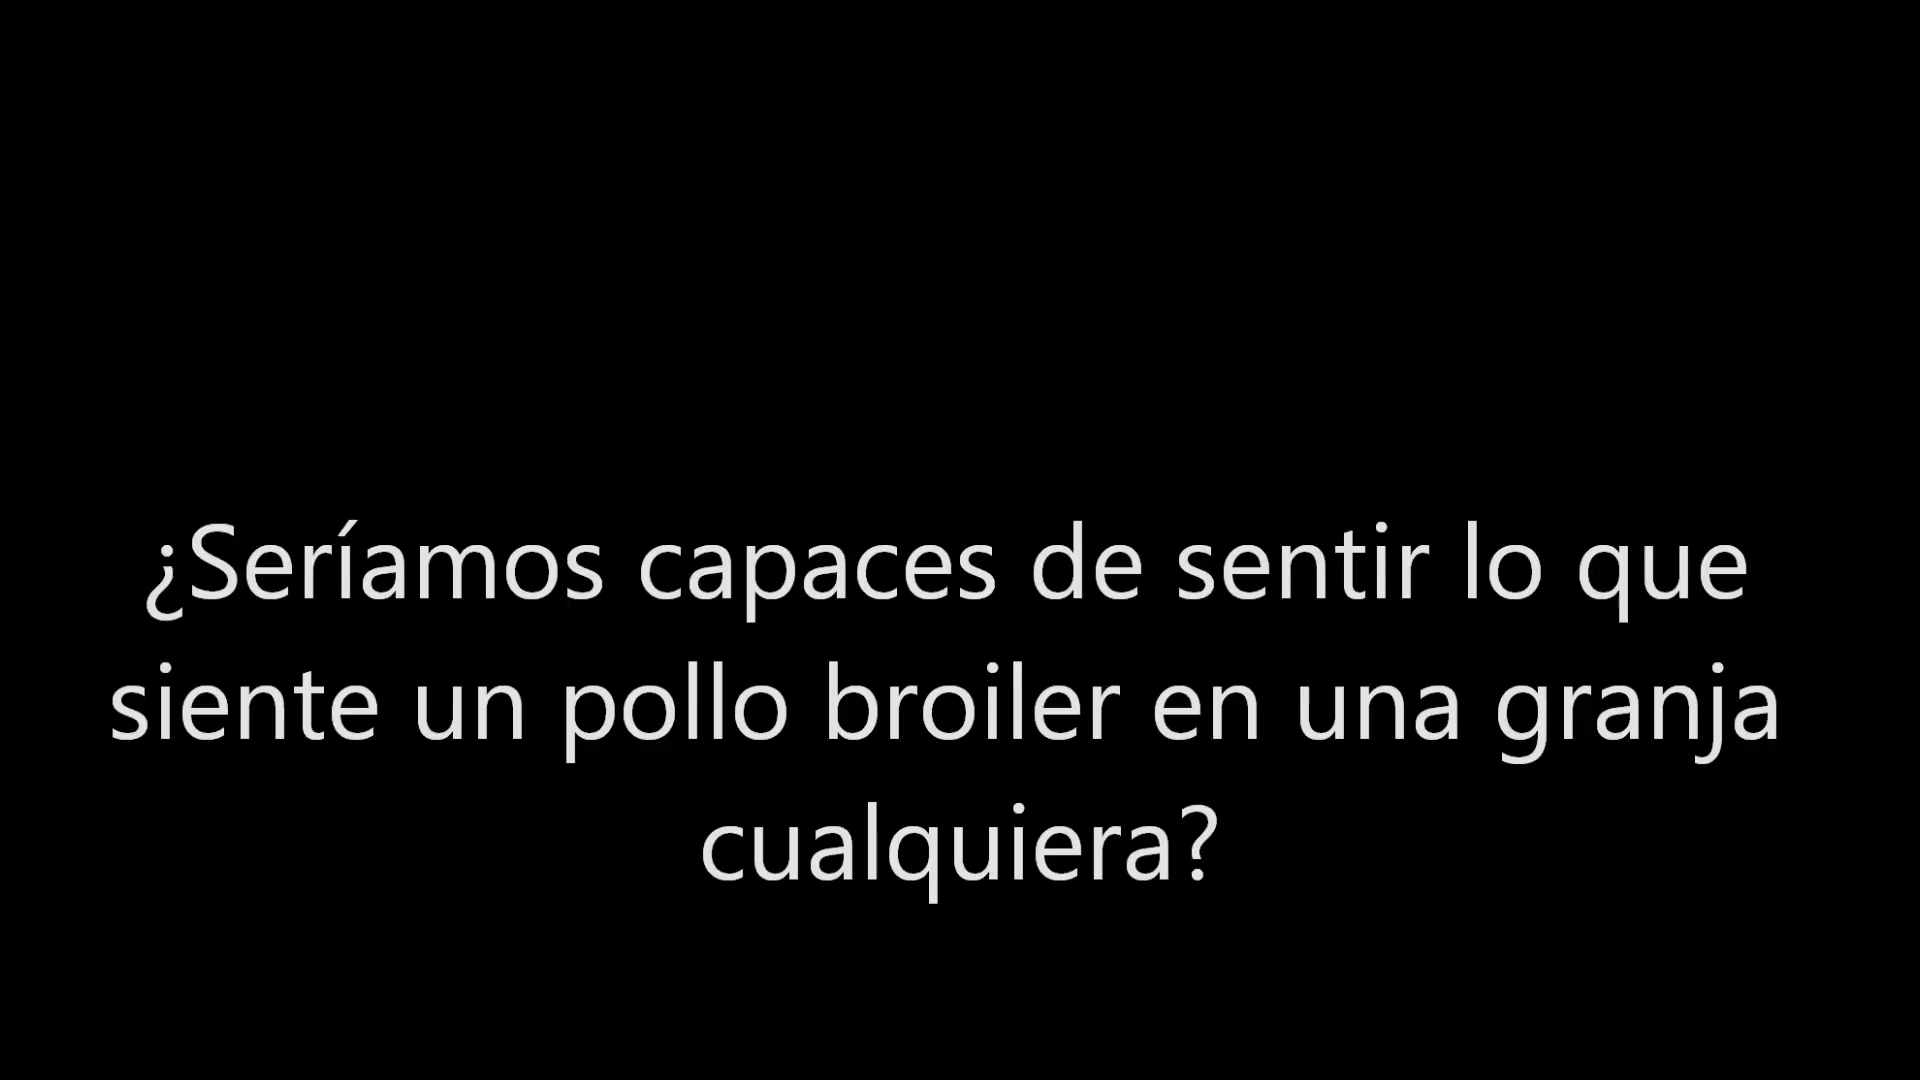 ¿Seríamos capaces de sentir lo que
siente un pollo broiler en una granja
cualquiera?